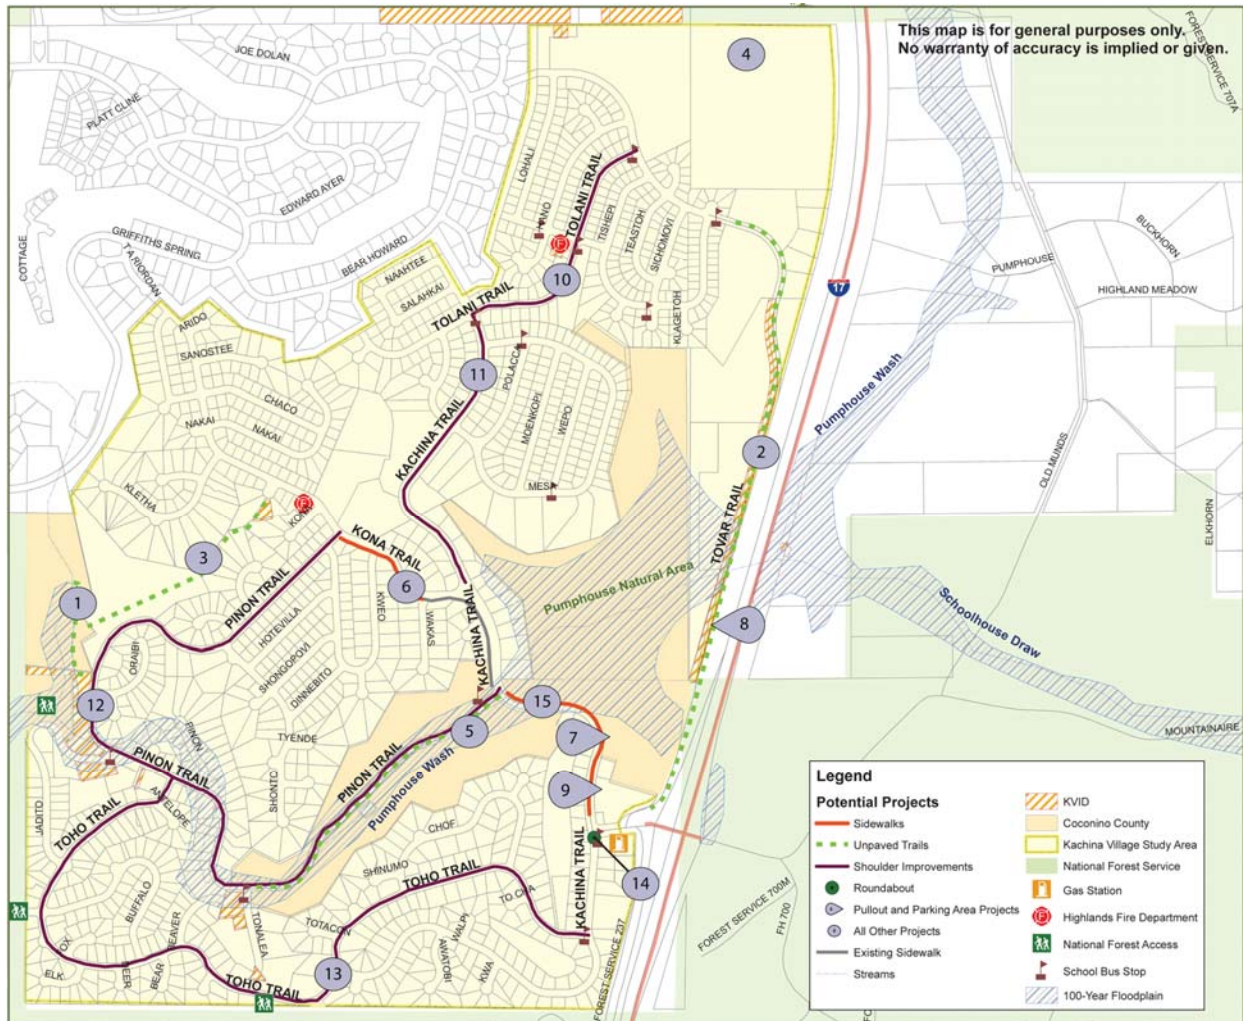 This map is for general purposes only.
No warranty of accuracy is implied or given.
FOREST SERVICE 707A
JOE DOLAN
4
PLATT CLINE
LOHALI
TOLANI TRAIL
EDWARD AYER
HANO
TISHEPI
TEASTOH
SICHOMOVI
BUCKHORN
GRIFFITHS SPRING
COTTAGE
T A RIORDAN
BEAR HOWARD
F
NAAHTEE
10
PUMPHOUSE
SALAHKAI
17
HIGHLAND MEADOW
TOLANI TRAIL
KLAGETOH
ARIDO
SANOSTEE
POLACCA
Pumphouse Wash
11
CHACO
MOENKOPI
WEPO
NAKAI
NAKAI
KACHINA TRAIL
2
OLD MUNDS
KLETHA
MESA
F
KONA
TOVAR TRAIL
ELKHORN
KONA TRAIL
3
6
Pumphouse Natural Area
1
PINON TRAIL
KWEO
WAKAS
KACHINA TRAIL
8
Schoolhouse Draw
HOTEVILLA
ORAIBI
SHONGOPOVI
DINNEBITO
15
12
5
MOUNTAINAIRE
PINON
TYENDE
7
PINON TRAIL
PINON TRAIL
Pumphouse Wash
SHONTO
9
ANTELOPE
JADITO
TOHO TRAIL
CHOF
KACHINA TRAIL
SHINUMO
TOHO TRAIL
14
TO CHA
BUFFALO
BEAVER
TONALEA
TOTACON
WALPI
AWATOBI
KWA
OX
ELK
DEER
BEAR
TOHO TRAIL
13
FOREST SERVICE 237
FOREST SERVICE 700M
FH 700
Legend
Potential Projects
Sidewalks
Unpaved Trails
Shoulder Improvements
Roundabout
Pullout and Parking Area Projects
All Other Projects
Existing Sidewalk
Streams
KVID
Coconino County
Kachina Village Study Area
National Forest Service
Gas Station
F
Highlands Fire Department
National Forest Access
School Bus Stop
100-Year Floodplain